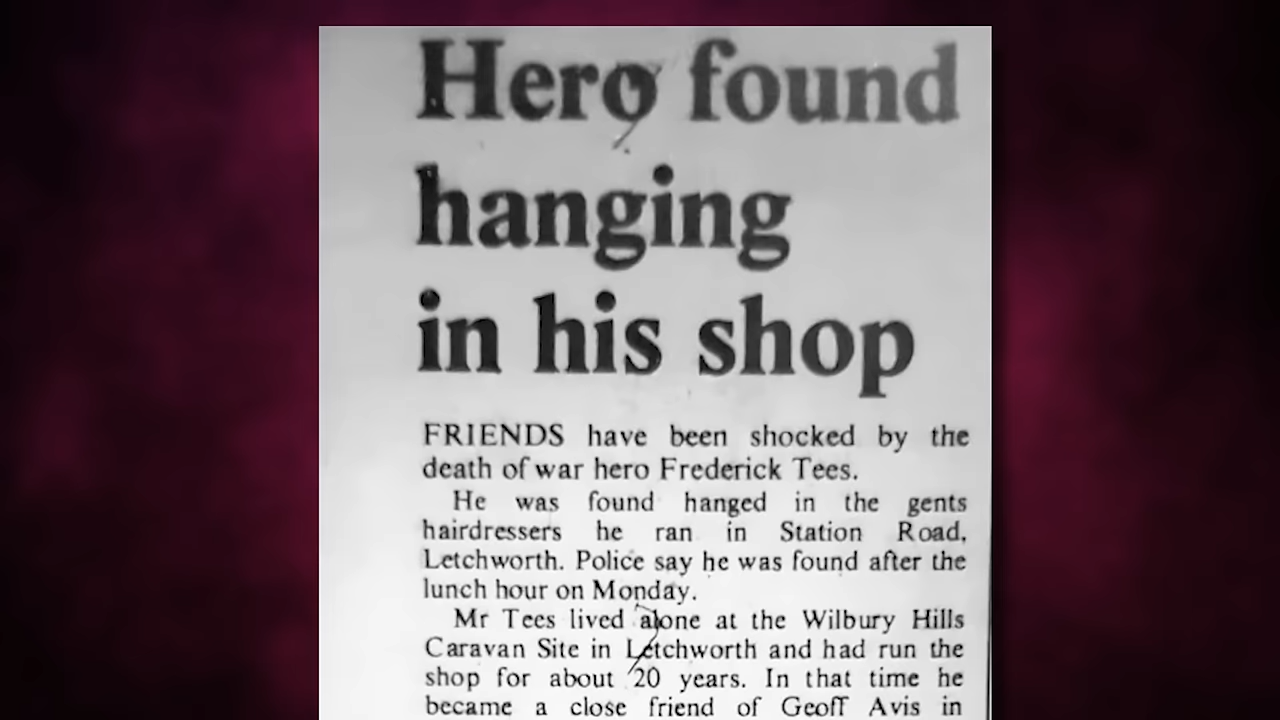 Hero found
hanging
in his shop
FRIENDS have been shocked by the
death of war hero Frederick Tees.
He was found hanged in the gents
hairdressers he ran in Station Road,
Letchworth. Police say he was found after the
lunch hour on Monday.
Mr Tees lived alone at the Wilbury Hills
Caravan Site in Letchworth and had run the
shop for about 20 years. In that time he
became a close friend of Geoff Avis in